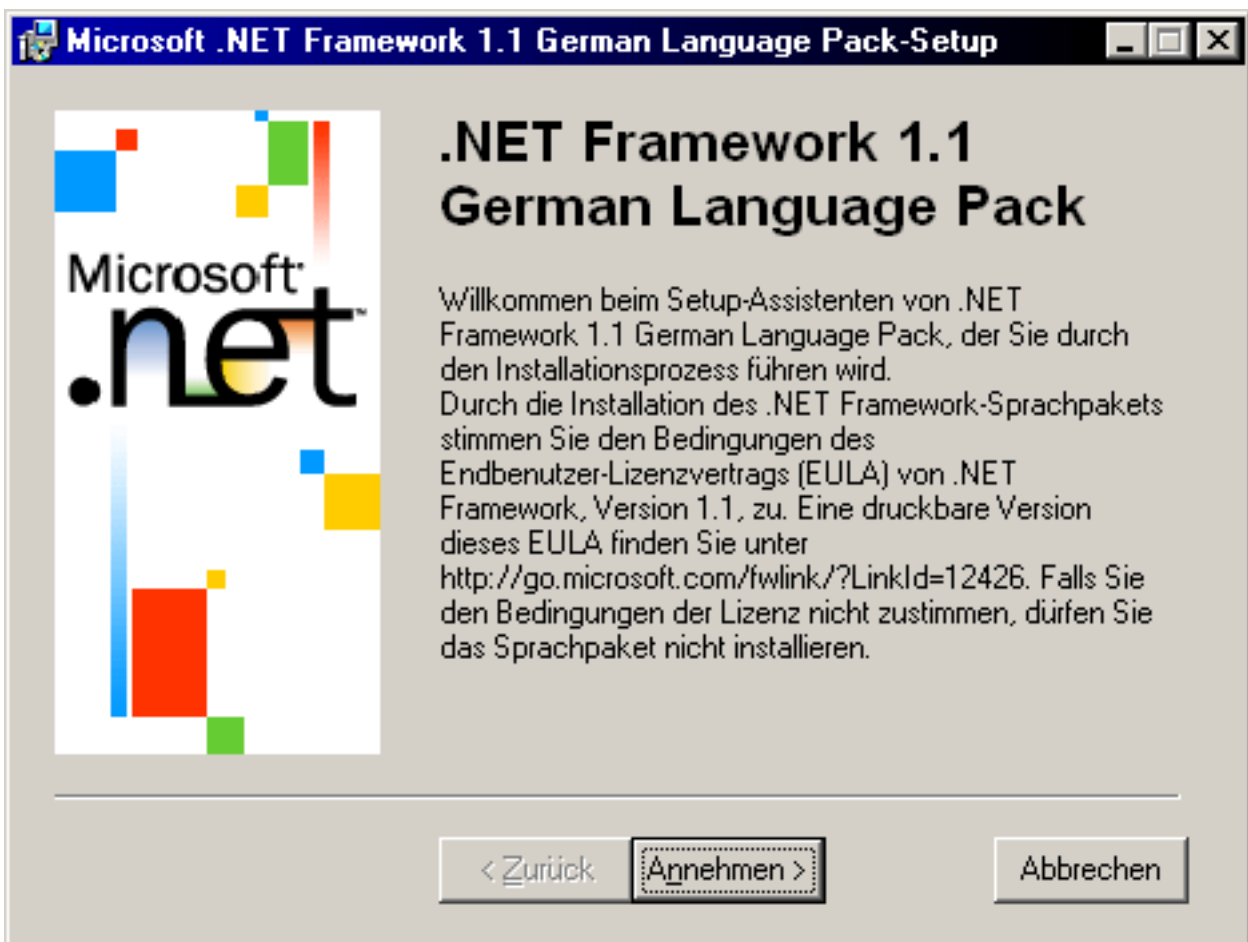 Microsoft .NET Framework 1.1 German Language Pack-Setup
Microsoft
.net
.NET Framework 1.1
German Language Pack
Willkommen beim Setup-Assistenten von .NET
Framework 1.1 German Language Pack, der Sie durch
den Installationsprozess führen wird.
Durch die Installation des .NET Framework-Sprachpakets
stimmen Sie den Bedingungen des
Endbenutzer-Lizenzvertrags (EULA) von .NET
Framework, Version 1.1, zu. Eine druckbare Version
dieses EULA finden Sie unter
http://go.microsoft.com/fwlink/?LinkId=12426. Falls Sie
den Bedingungen der Lizenz nicht zustimmen, dürfen Sie
das Sprachpaket nicht installieren.
< Zurück
Annehmen >
Abbrechen